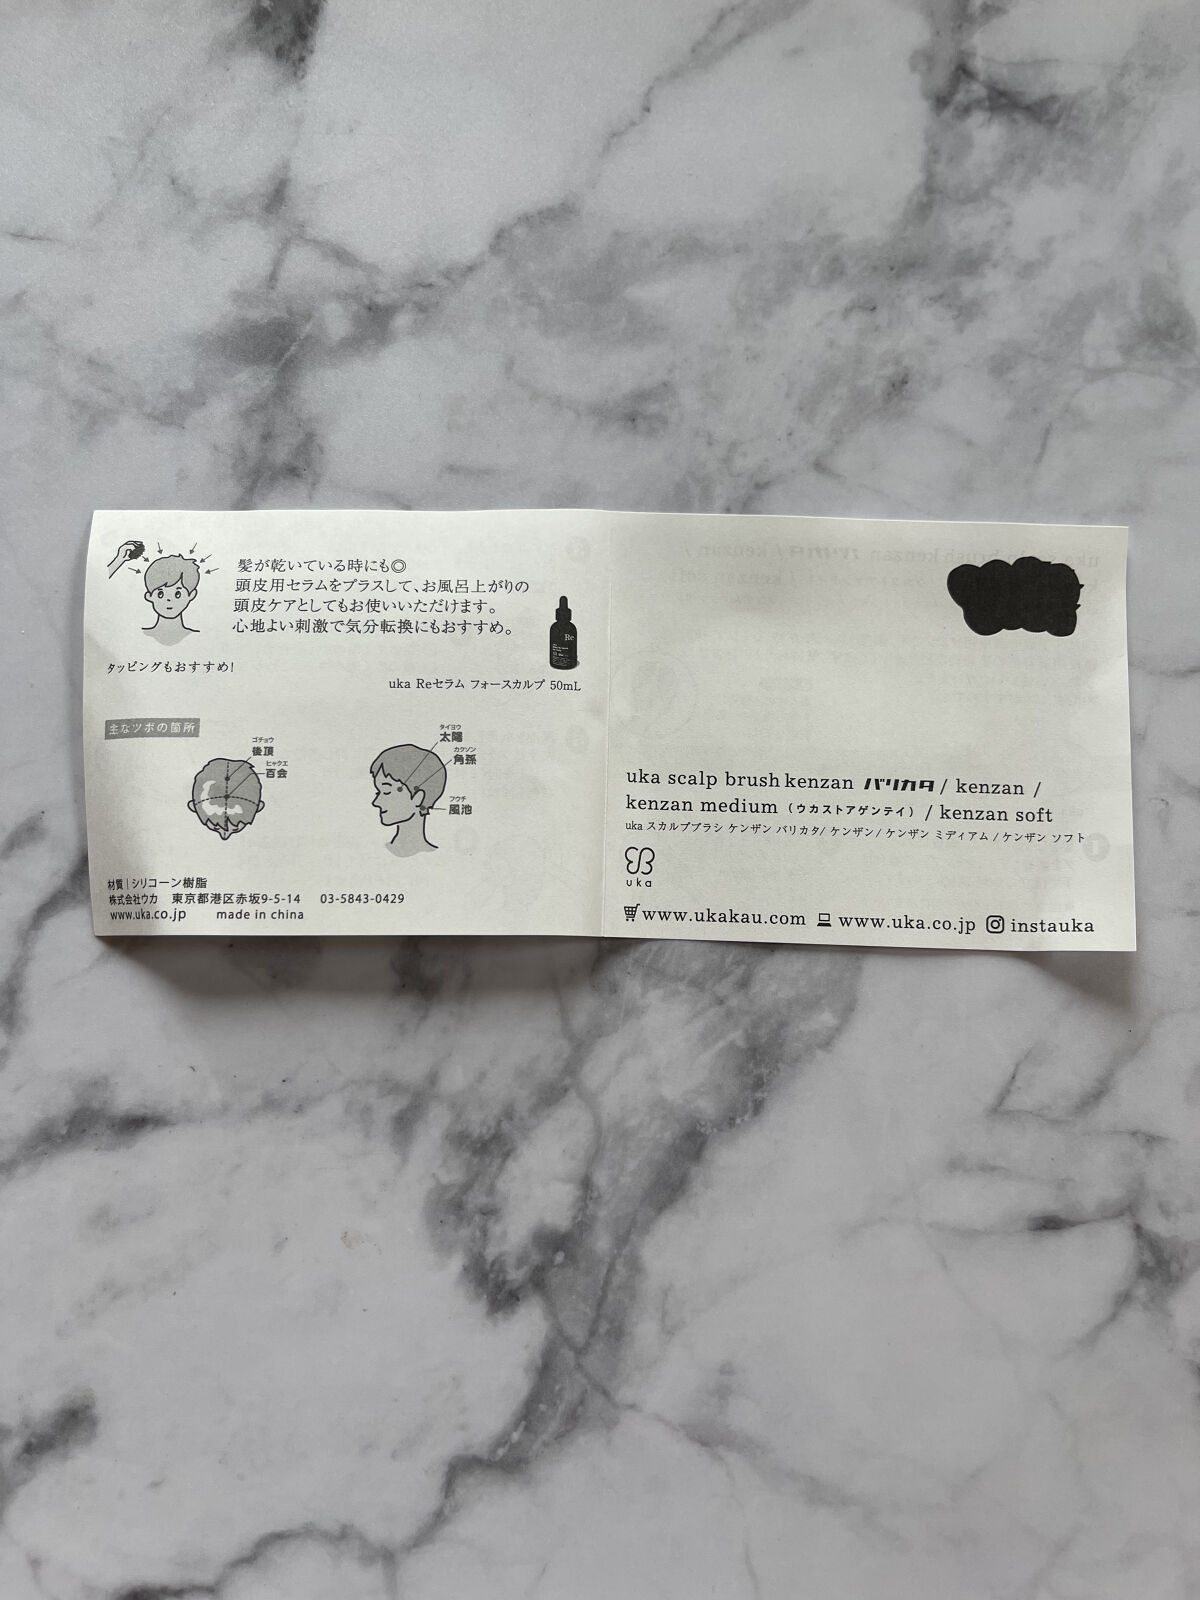 髪が乾いている時にも◎
頭皮用セラムをプラスして、お風呂上がりの
頭皮ケアとしてもお使いいただけます。
心地よい刺激で気分転換にもおすすめ。
タッピングもおすすめ!
Re
uka Reセラム フォースカルプ 50mL
主なツボの箇所
ゴチョウ
後頂
ヒャクエ
百会
タイヨウ
太陽
カクソン
角孫
フウチ
風池
材質|シリコーン樹脂
株式会社ウカ 東京都港区赤坂9-5-14 03-5843-0429
www.uka.co.jp made in china
uka scalp brush kenzan バリカタ / kenzan /
kenzan medium (ウカストアゲンテイ) / kenzan soft
uka スカルプブラシ ケンザン バリカタ/ ケンザン/ ケンザン ミディアム / ケンザン ソフト
uka
www.ukakau.com www.uka.co.jp instauka